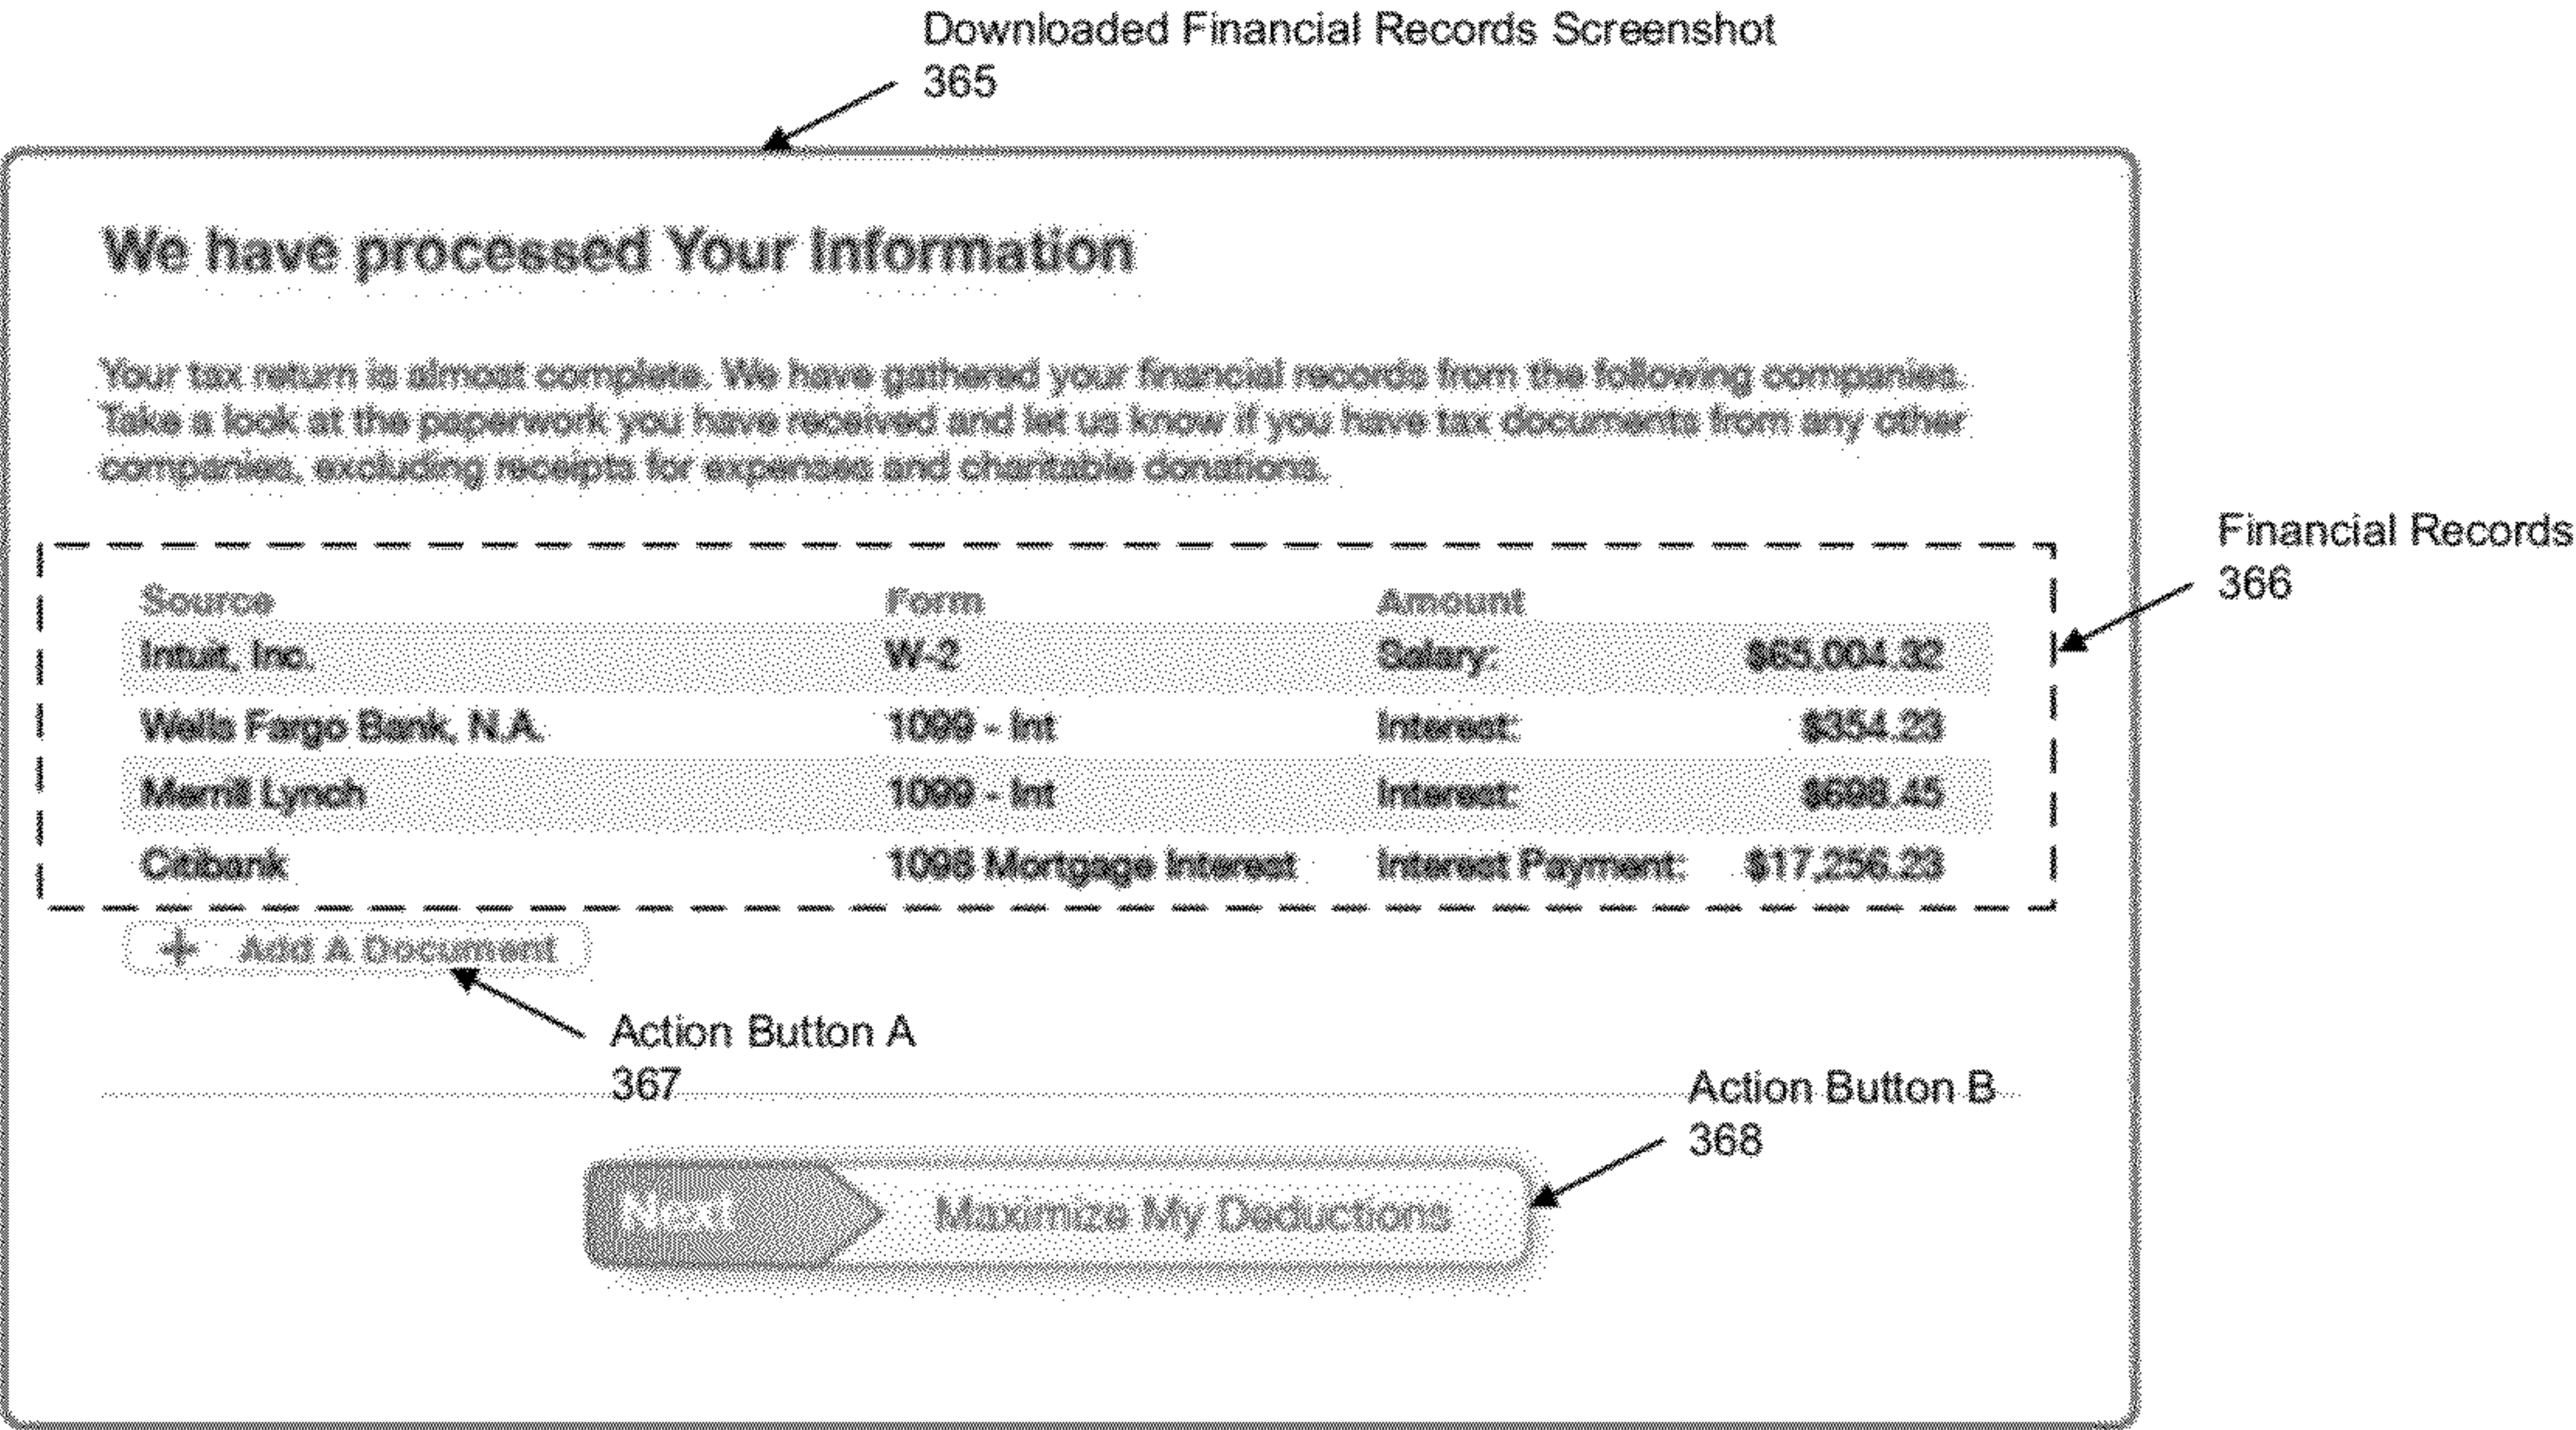 Downloaded Financial Records Screenshot
365
We have processed Your Information
Your tax return is almost complete. We have gathered your financial records from the following companies.
Take a look at the paperwork you have received and let us know if you have tax documents from any other
companies, excluding receipts for expenses and charitable donations.
Financial Records
366
Source Form Amount
Intuit, Inc. W-2 Salary: $65,004.32
Wells Fargo Bank, N.A. 1099 - Int Interest: $354.23
Merrill Lynch 1099 - Int Interest: $698.45
Citibank 1098 Mortgage Interest Interest Payment: $17,256.23
+ Add A Document
Action Button A
367
Action Button B
368
Next Maximize My Deductions